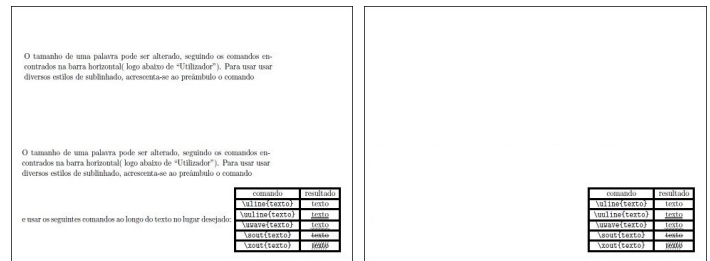 O tamanho de uma palavra pode ser alterado, seguindo os comandos en-
contrados na barra horizontal( logo abaixo de “Utilizador”). Para usar usar
diversos estilos de sublinhado, acrescenta-se ao preâmbulo o comando
O tamanho de uma palavra pode ser alterado, seguindo os comandos en-
contrados na barra horizontal( logo abaixo de “Utilizador”). Para usar usar
diversos estilos de sublinhado, acrescenta-se ao preâmbulo o comando
e usar os seguintes comandos ao longo do texto no lugar desejado:
comando resultado
\uline{texto} texto
\uuline{texto} texto
\uwave{texto} texto
\sout{texto} texto
\xout{texto} texto
comando resultado
\uline{texto} texto
\uuline{texto} texto
\uwave{texto} texto
\sout{texto} texto
\xout{texto} texto